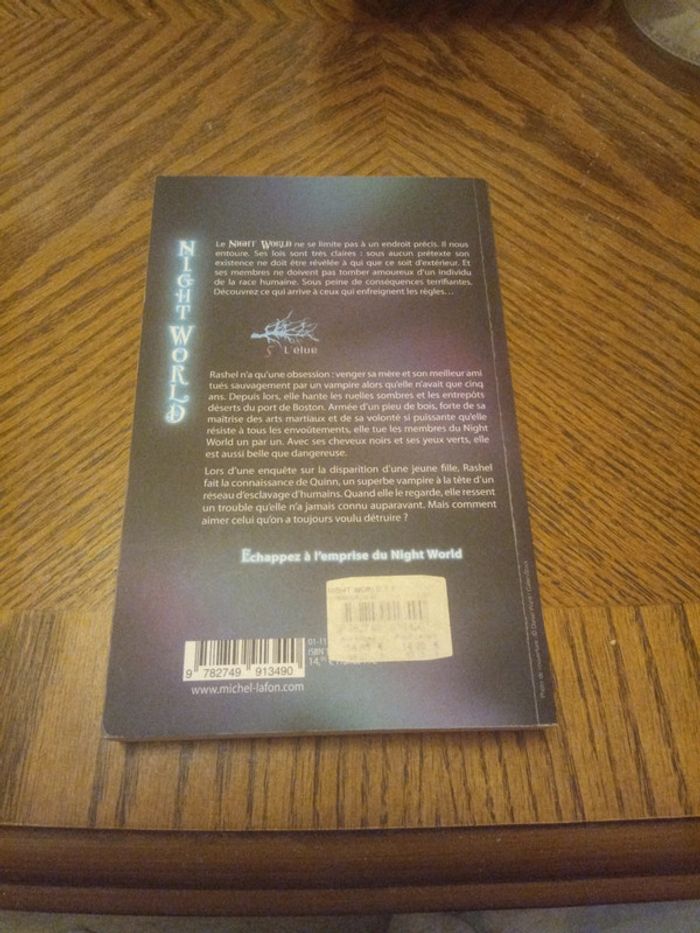 NIGHT WORLD
Le NIGHT WORLD ne se limite pas à un endroit précis. Il nous
entoure. Ses lois sont très claires : sous aucun prétexte son
existence ne doit être révélée à qui que ce soit d'extérieur. Et
ses membres ne doivent pas tomber amoureux d'un individu
de la race humaine. Sous peine de conséquences terrifiantes.
Découvrez ce qui arrive à ceux qui enfreignent les règles...
5 L'élue
Rashel n'a qu'une obsession : venger sa mère et son meilleur ami
tués sauvagement par un vampire alors qu'elle n'avait que cinq
ans. Depuis lors, elle hante les ruelles sombres et les entrepôts
déserts du port de Boston. Armée d'un pieu de bois, forte de sa
maîtrise des arts martiaux et de sa volonté si puissante qu'elle
résiste à tous les envoûtements, elle tue les membres du Night
World un par un. Avec ses cheveux noirs et ses yeux verts, elle
est aussi belle que dangereuse.
Lors d'une enquête sur la disparition d'une jeune fille, Rashel
fait la connaissance de Quinn, un superbe vampire à la tête d'un
réseau d'esclavage d'humains. Quand elle le regarde, elle ressent
un trouble qu'elle n'a jamais connu auparavant. Mais comment
aimer celui qu'on a toujours voulu détruire ?
Echappez à l'emprise du Night World
NIGHT WORLD
01-11
ISBN
14,
9 782749 913490
www.michel-lafon.com